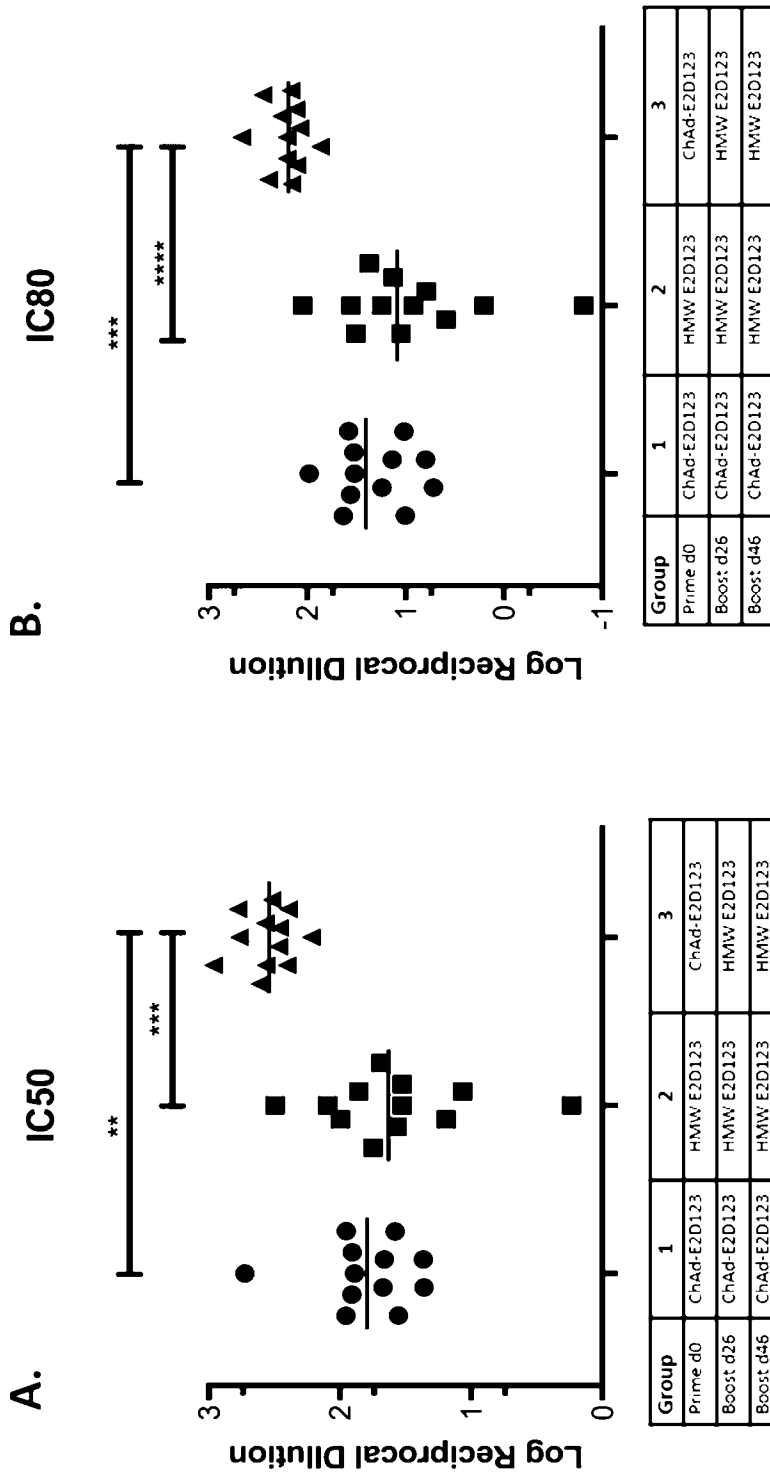 A.
IC50
**
***
Log Reciprocal Dilution
3
2
1
0
Group 1 2 3
Prime d0 ChAd-E2D123 HMW E2D123 ChAd-E2D123
Boost d26 ChAd-E2D123 HMW E2D123 HMW E2D123
Boost d46 ChAd-E2D123 HMW E2D123 HMW E2D123
B.
IC80
***
****
Log Reciprocal Dilution
3
2
1
0
-1
Group 1 2 3
Prime d0 ChAd-E2D123 HMW E2D123 ChAd-E2D123
Boost d26 ChAd-E2D123 HMW E2D123 HMW E2D123
Boost d46 ChAd-E2D123 HMW E2D123 HMW E2D123